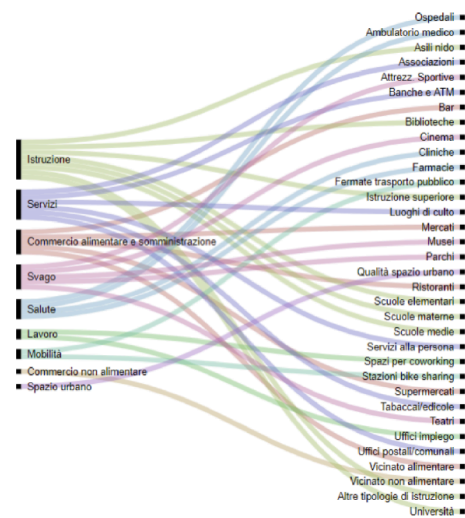 Istruzione
Servizi
Commercio alimentare e somministrazione
Svago
Salute
Lavoro
Mobilità
Commercio non alimentare
Spazio urbano
Ospedali
Ambulatorio medico
Asili nido
Associazioni
Attrezz. Sportive
Banche e ATM
Bar
Biblioteche
Cinema
Cliniche
Farmacie
Fermate trasporto pubblico
Istruzione superiore
Luoghi di culto
Mercati
Musei
Parchi
Qualità spazio urbano
Ristoranti
Scuole elementari
Scuole materne
Scuole medie
Servizi alla persona
Spazi per coworking
Stazioni bike sharing
Supermercati
Tabaccai/edicole
Teatri
Uffici impiego
Uffici postali/comunali
Vicinato alimentare
Vicinato non alimentare
Altre tipologie di istruzione
Università